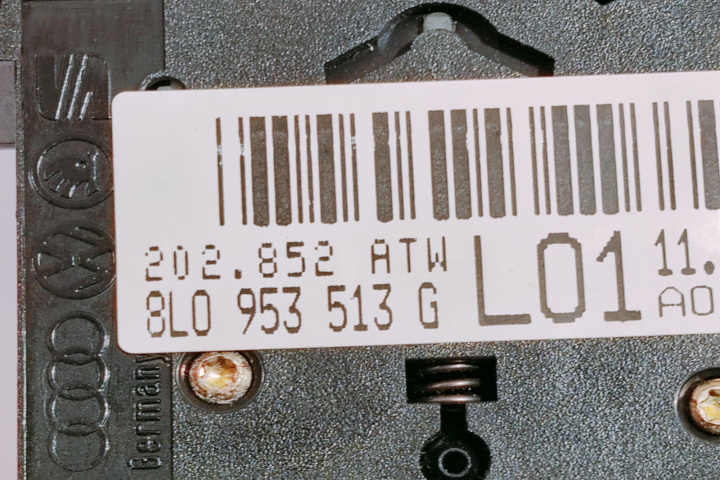 202.852 ATW
8L0 953 513 G
L01
11.
A0
Germany